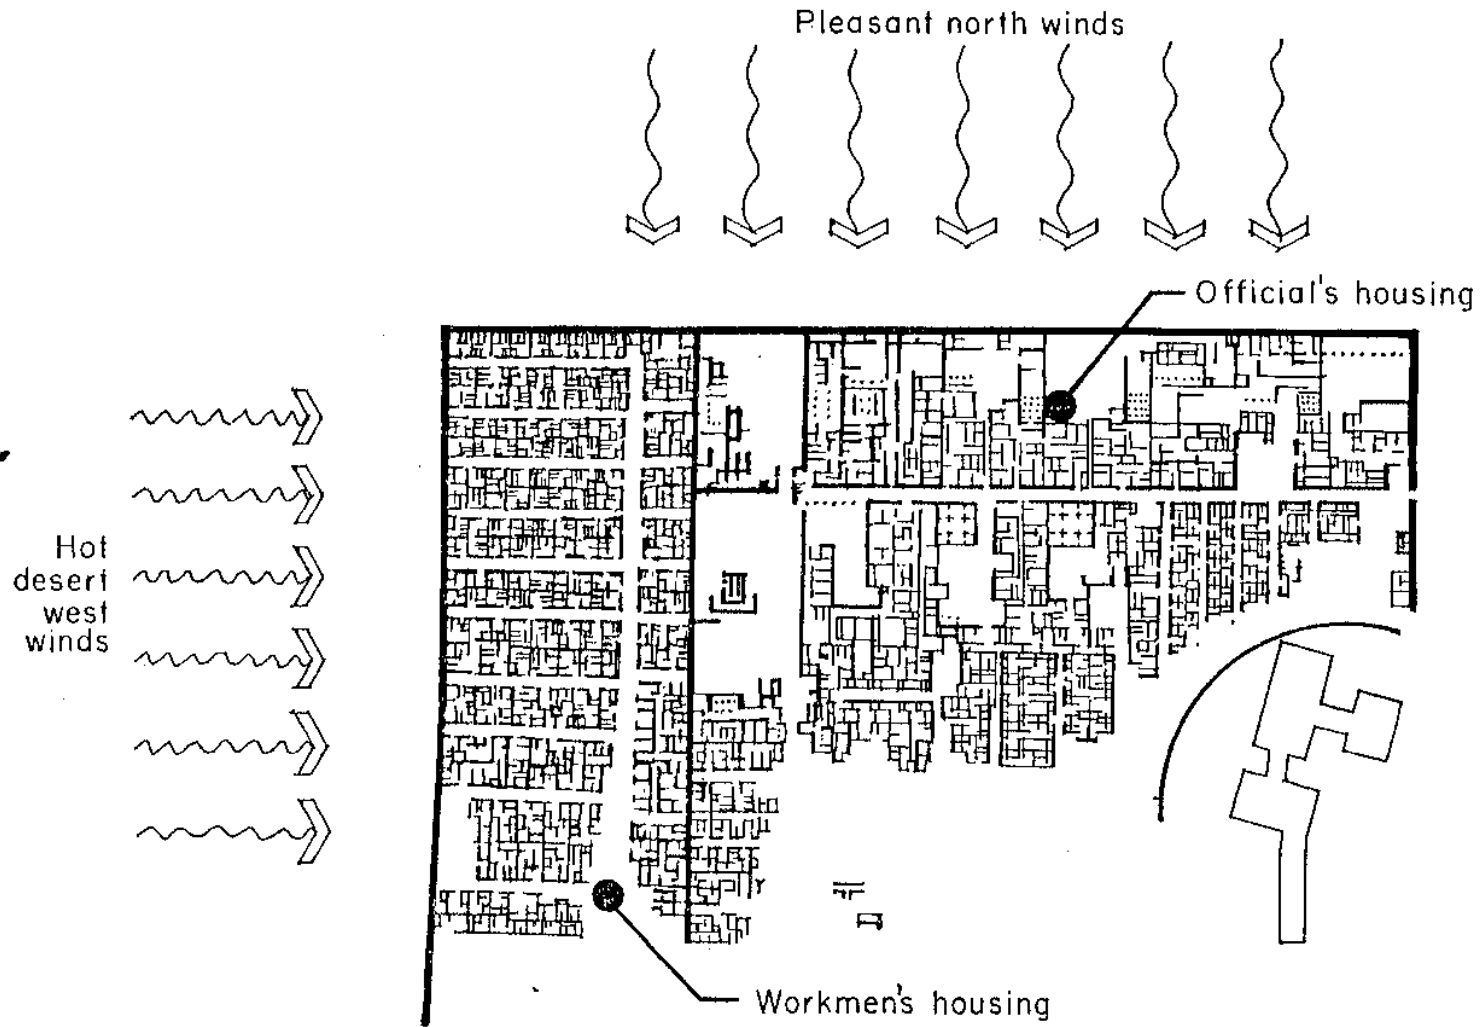 Pleasant north winds
Official's housing
Hot
desert
west
winds
Workmen's housing